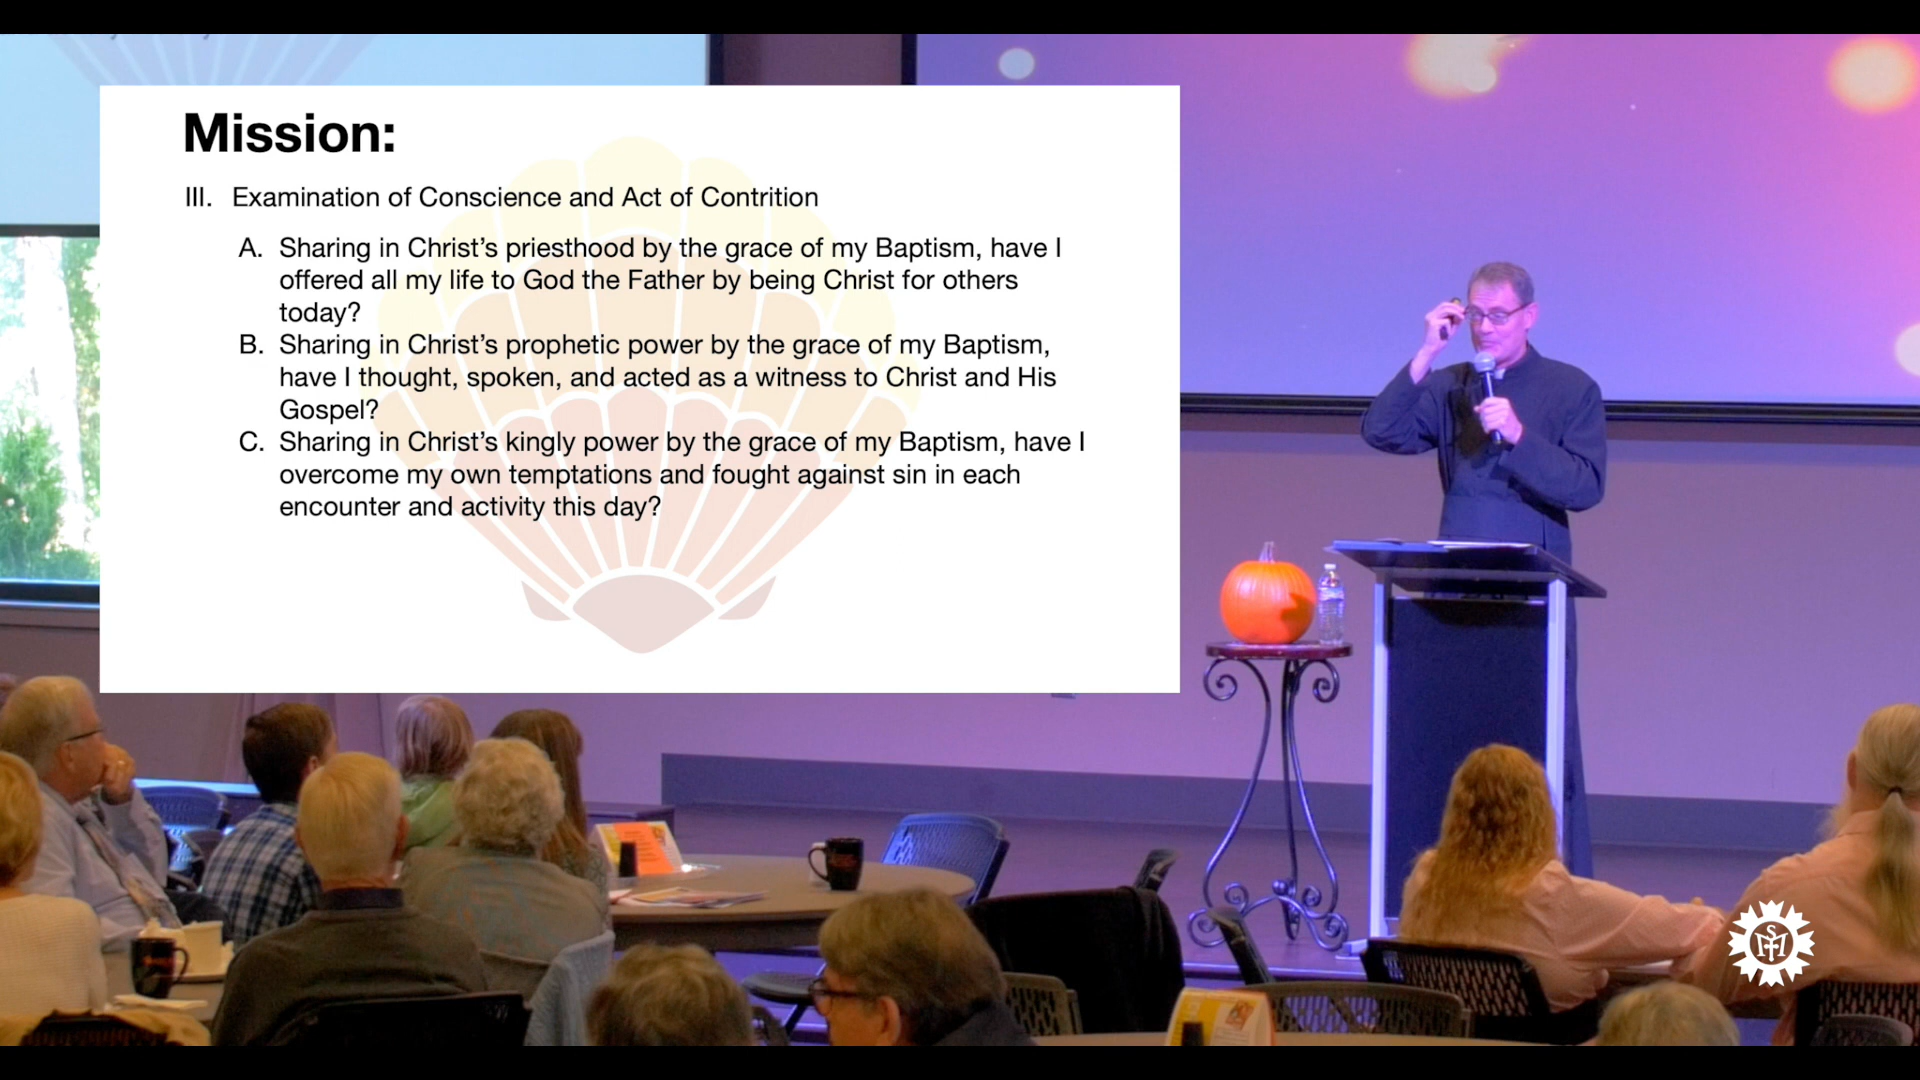 Mission:
III. Examination of Conscience and Act of Contrition
A. Sharing in Christ’s priesthood by the grace of my Baptism, have I
offered all my life to God the Father by being Christ for others
today?
B. Sharing in Christ’s prophetic power by the grace of my Baptism,
have I thought, spoken, and acted as a witness to Christ and His
Gospel?
C. Sharing in Christ’s kingly power by the grace of my Baptism, have I
overcome my own temptations and fought against sin in each
encounter and activity this day?